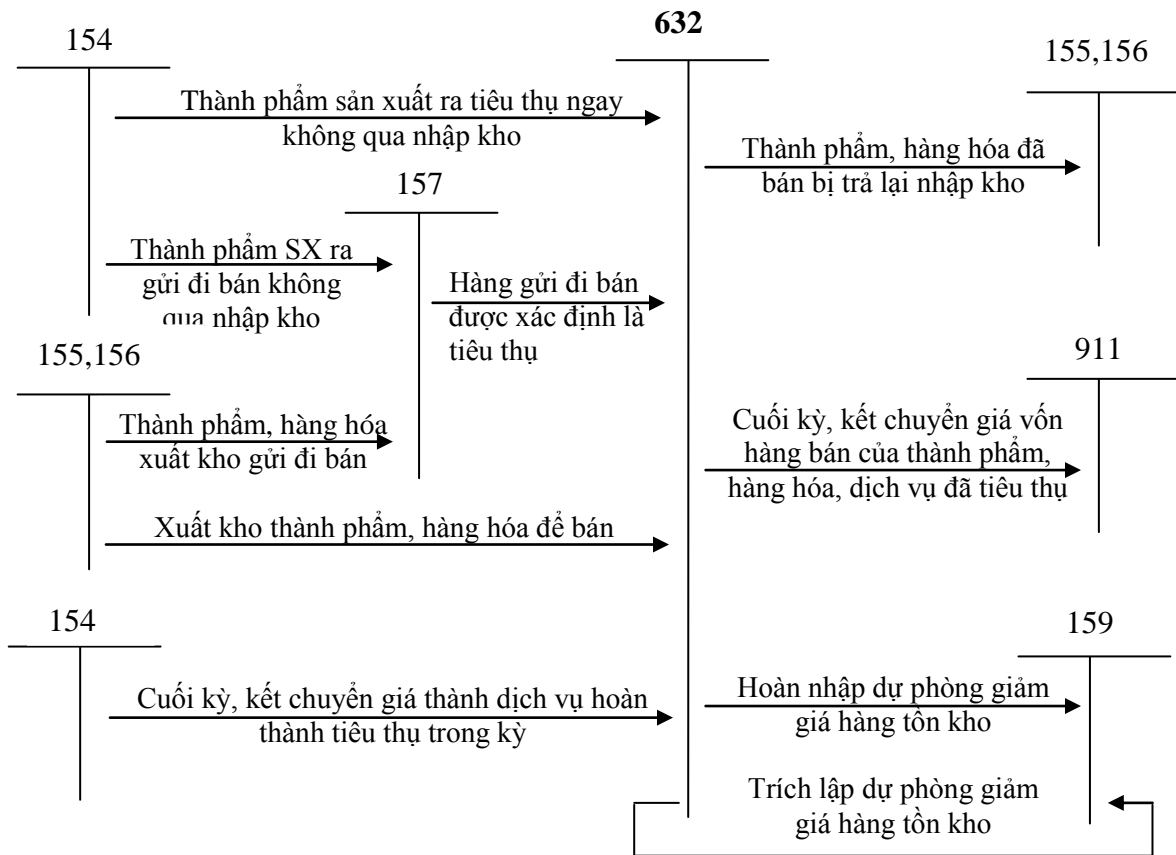 632
154
155,156
Thành phẩm sản xuất ra tiêu thụ ngay
không qua nhập kho
Thành phẩm, hàng hóa đã
bán bị trả lại nhập kho
157
Thành phẩm SX ra
gửi đi bán không
qua nhập kho
Hàng gửi đi bán
được xác định là
tiêu thụ
155,156
911
Thành phẩm, hàng hóa
xuất kho gửi đi bán
Cuối kỳ, kết chuyển giá vốn
hàng bán của thành phẩm,
hàng hóa, dịch vụ đã tiêu thụ
Xuất kho thành phẩm, hàng hóa để bán
154
159
Cuối kỳ, kết chuyển giá thành dịch vụ hoàn
thành tiêu thụ trong kỳ
Hoàn nhập dự phòng giảm
giá hàng tồn kho
Trích lập dự phòng giảm
giá hàng tồn kho